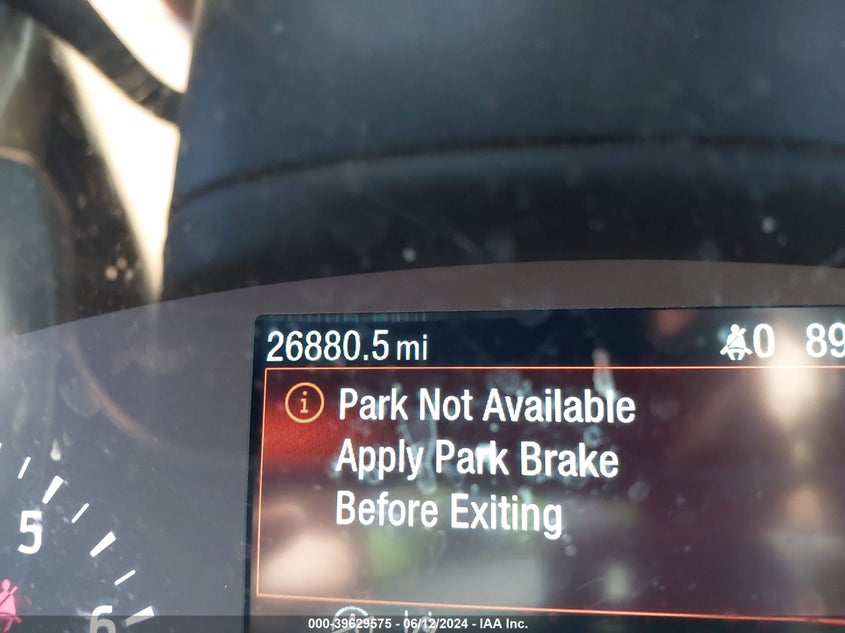 26880.5 mi 0 89
Park Not Available
Apply Park Brake
Before Exiting
5
6
000-39629575 - 06/12/2024 - IAA Inc.